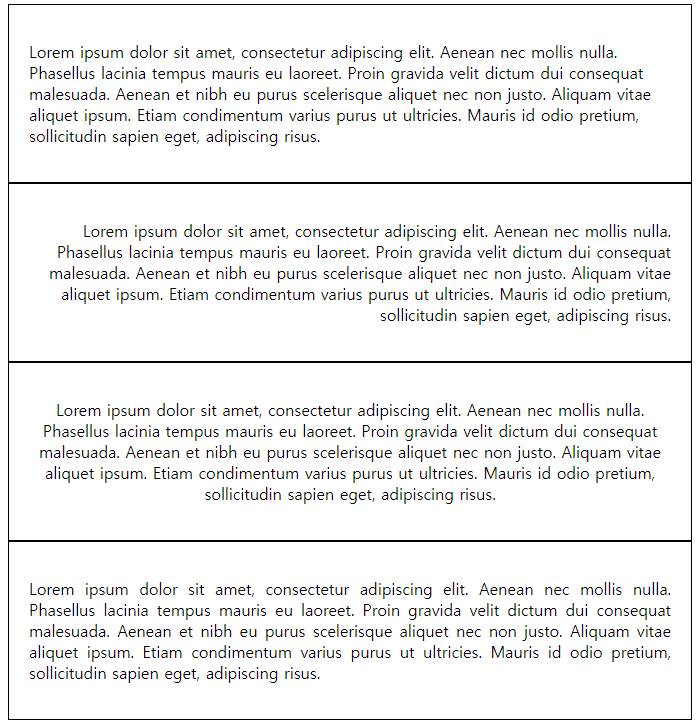 Lorem ipsum dolor sit amet, consectetur adipiscing elit. Aenean nec mollis nulla.
Phasellus lacinia tempus mauris eu laoreet. Proin gravida velit dictum dui consequat
malesuada. Aenean et nibh eu purus scelerisque aliquet nec non justo. Aliquam vitae
aliquet ipsum. Etiam condimentum varius purus ut ultricies. Mauris id odio pretium,
sollicitudin sapien eget, adipiscing risus.
Lorem ipsum dolor sit amet, consectetur adipiscing elit. Aenean nec mollis nulla.
Phasellus lacinia tempus mauris eu laoreet. Proin gravida velit dictum dui consequat
malesuada. Aenean et nibh eu purus scelerisque aliquet nec non justo. Aliquam vitae
aliquet ipsum. Etiam condimentum varius purus ut ultricies. Mauris id odio pretium,
sollicitudin sapien eget, adipiscing risus.
Lorem ipsum dolor sit amet, consectetur adipiscing elit. Aenean nec mollis nulla.
Phasellus lacinia tempus mauris eu laoreet. Proin gravida velit dictum dui consequat
malesuada. Aenean et nibh eu purus scelerisque aliquet nec non justo. Aliquam vitae
aliquet ipsum. Etiam condimentum varius purus ut ultricies. Mauris id odio pretium,
sollicitudin sapien eget, adipiscing risus.
Lorem ipsum dolor sit amet, consectetur adipiscing elit. Aenean nec mollis nulla.
Phasellus lacinia tempus mauris eu laoreet. Proin gravida velit dictum dui consequat
malesuada. Aenean et nibh eu purus scelerisque aliquet nec non justo. Aliquam vitae
aliquet ipsum. Etiam condimentum varius purus ut ultricies. Mauris id odio pretium,
sollicitudin sapien eget, adipiscing risus.